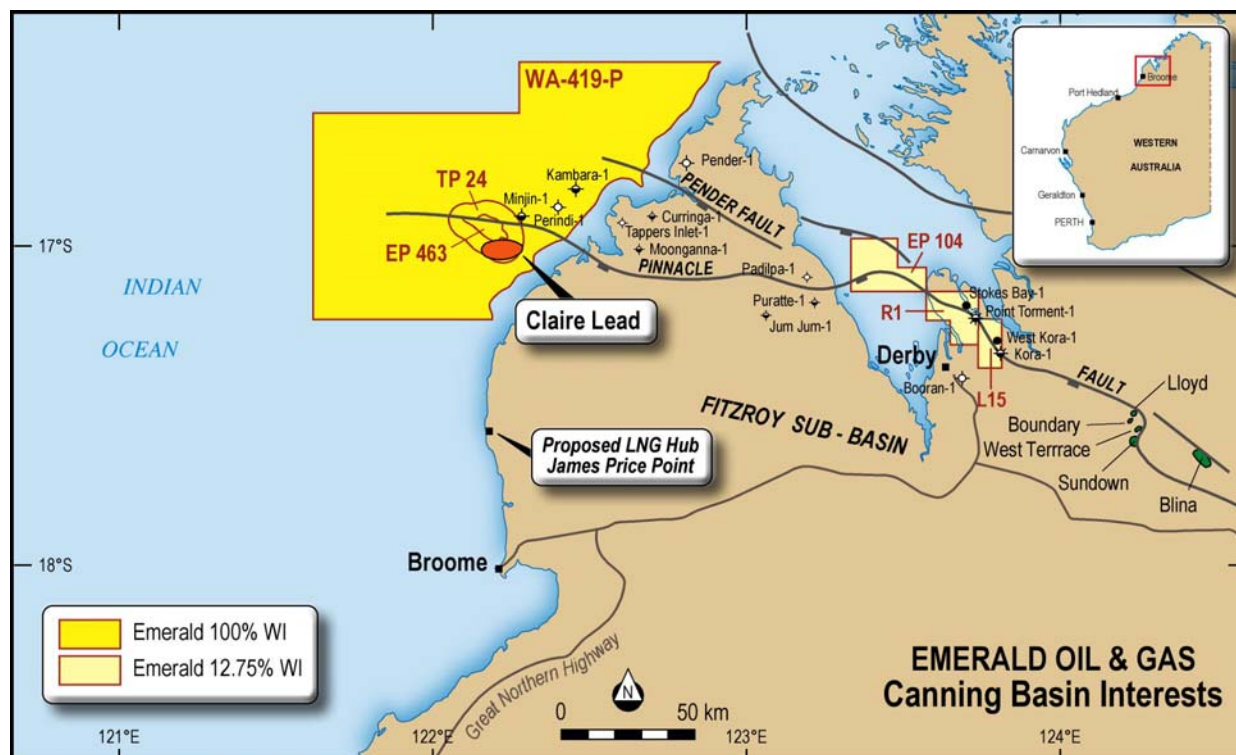 WA-419-P
TP 24
Minjin-1
Kambara-1
Perindi-1
EP 463
Claire Lead
Pender-1
PENDER FAULT
Curringa-1
Tappers Inlet-1
Moonganna-1
PINNACLE
Padilpa-1
Puratte-1
Jum Jum-1
EP 104
Stokes Bay-1
R1
Point Torment-1
West Kora-1
Kora-1
Derby
Booran-1
L15
FAULT
Lloyd
Boundary
West Terrrace
Sundown
Blina
FITZROY SUB - BASIN
INDIAN
OCEAN
17°S
18°S
Proposed LNG Hub
James Price Point
Broome
Great Northern Highway
Broome
Port Hedland
Carnarvon
WESTERN
AUSTRALIA
Geraldton
PERTH
Emerald 100% WI
Emerald 12.75% WI
N
0
50 km
EMERALD OIL & GAS
Canning Basin Interests
121°E
122°E
123°E
124°E